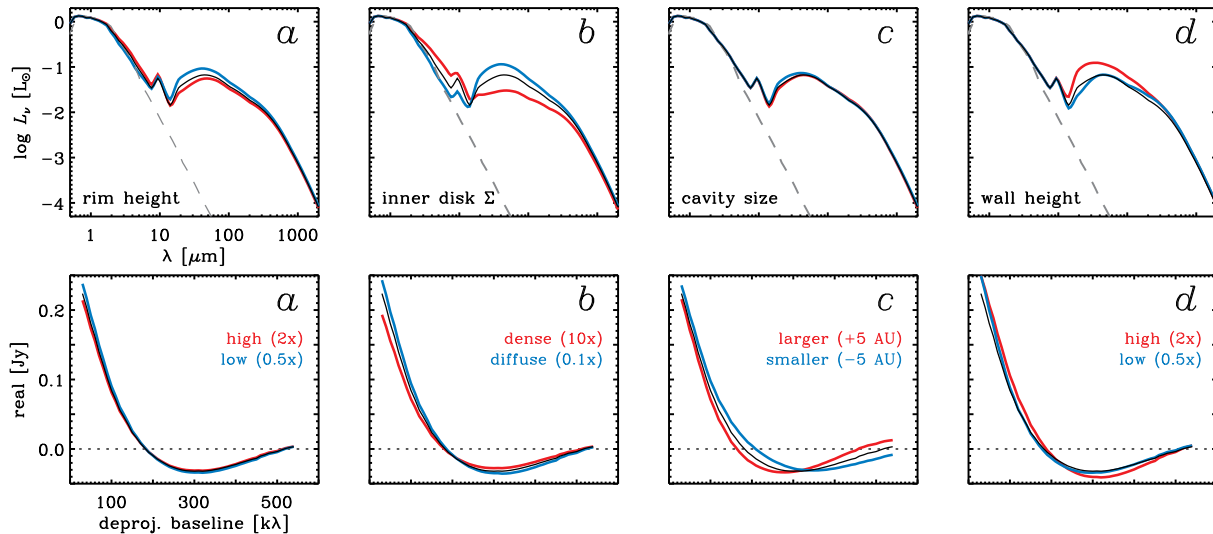 a
b
c
d
0
−1
−2
−3
−4
log Lν [L⊙]
rim height
inner disk Σ
cavity size
wall height
1
10
100
1000
λ [μm]
a
b
c
d
0.2
0.1
0.0
real [Jy]
high (2x)
low (0.5x)
dense (10x)
diffuse (0.1x)
larger (+5 AU)
smaller (−5 AU)
high (2x)
low (0.5x)
100
300
500
deproj. baseline [kλ]